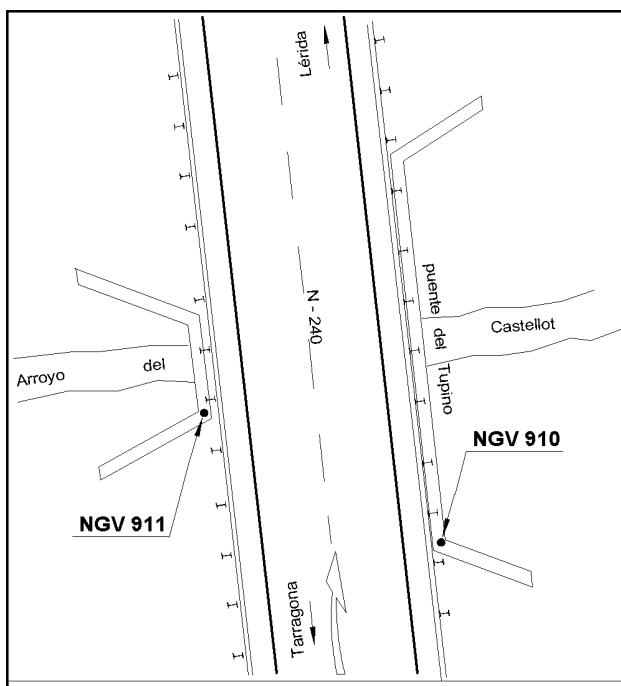 Lérida
N - 240
puente del Tupino
Arroyo del Castellot
NGV 910
NGV 911
Tarragona